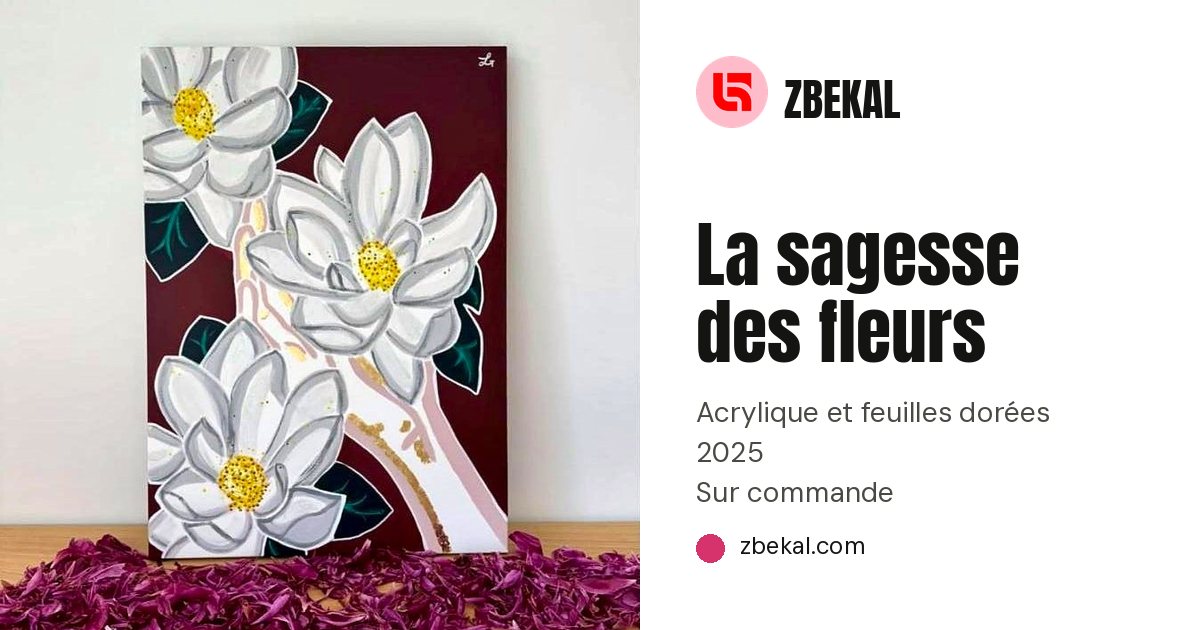 ZBEKAL
La sagesse
des fleurs
Acrylique et feuilles dorées
2025
Sur commande
zbekal.com